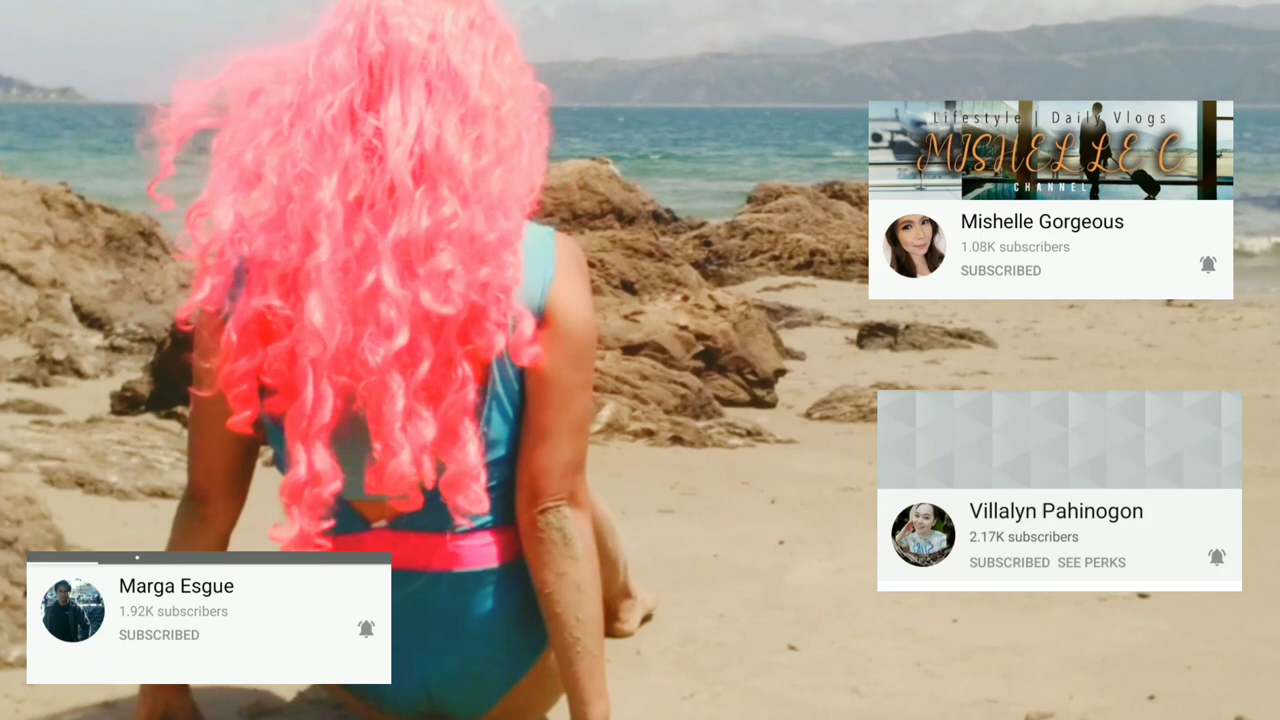 Lifestyle | Daily Vlogs
MISHELLE C
CHANNEL
Mishelle Gorgeous
1.08K subscribers
SUBSCRIBED
Villalyn Pahinogon
2.17K subscribers
SUBSCRIBED SEE PERKS
Marga Esgue
1.92K subscribers
SUBSCRIBED